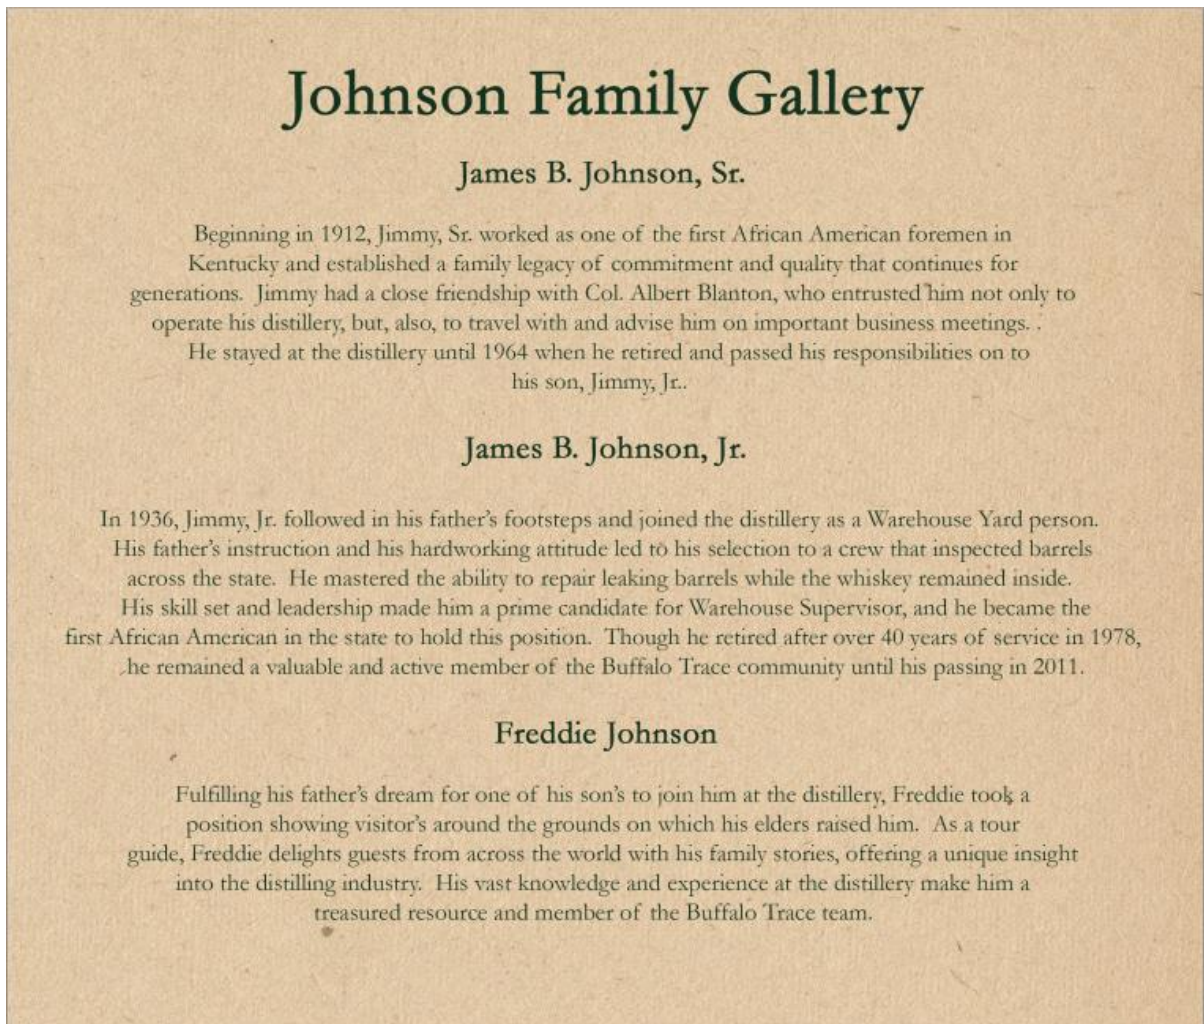 Johnson Family Gallery
James B. Johnson, Sr.
Beginning in 1912, Jimmy, Sr. worked as one of the first African American foremen in
Kentucky and established a family legacy of commitment and quality that continues for
generations.  Jimmy had a close friendship with Col. Albert Blanton, who entrusted him not only to
operate his distillery, but, also, to travel with and advise him on important business meetings. .
He stayed at the distillery until 1964 when he retired and passed his responsibilities on to
his son, Jimmy, Jr..
James B. Johnson, Jr.
In 1936, Jimmy, Jr. followed in his father's footsteps and joined the distillery as a Warehouse Yard person.
His father's instruction and his hardworking attitude led to his selection to a crew that inspected barrels
across the state.  He mastered the ability to repair leaking barrels while the whiskey remained inside.
His skill set and leadership made him a prime candidate for Warehouse Supervisor, and he became the
first African American in the state to hold this position.  Though he retired after over 40 years of service in 1978,
he remained a valuable and active member of the Buffalo Trace community until his passing in 2011.
Freddie Johnson
Fulfilling his father's dream for one of his son's to join him at the distillery, Freddie took a
position showing visitor's around the grounds on which his elders raised him.  As a tour
guide, Freddie delights guests from across the world with his family stories, offering a unique insight
into the distilling industry.  His vast knowledge and experience at the distillery make him a
treasured resource and member of the Buffalo Trace team.